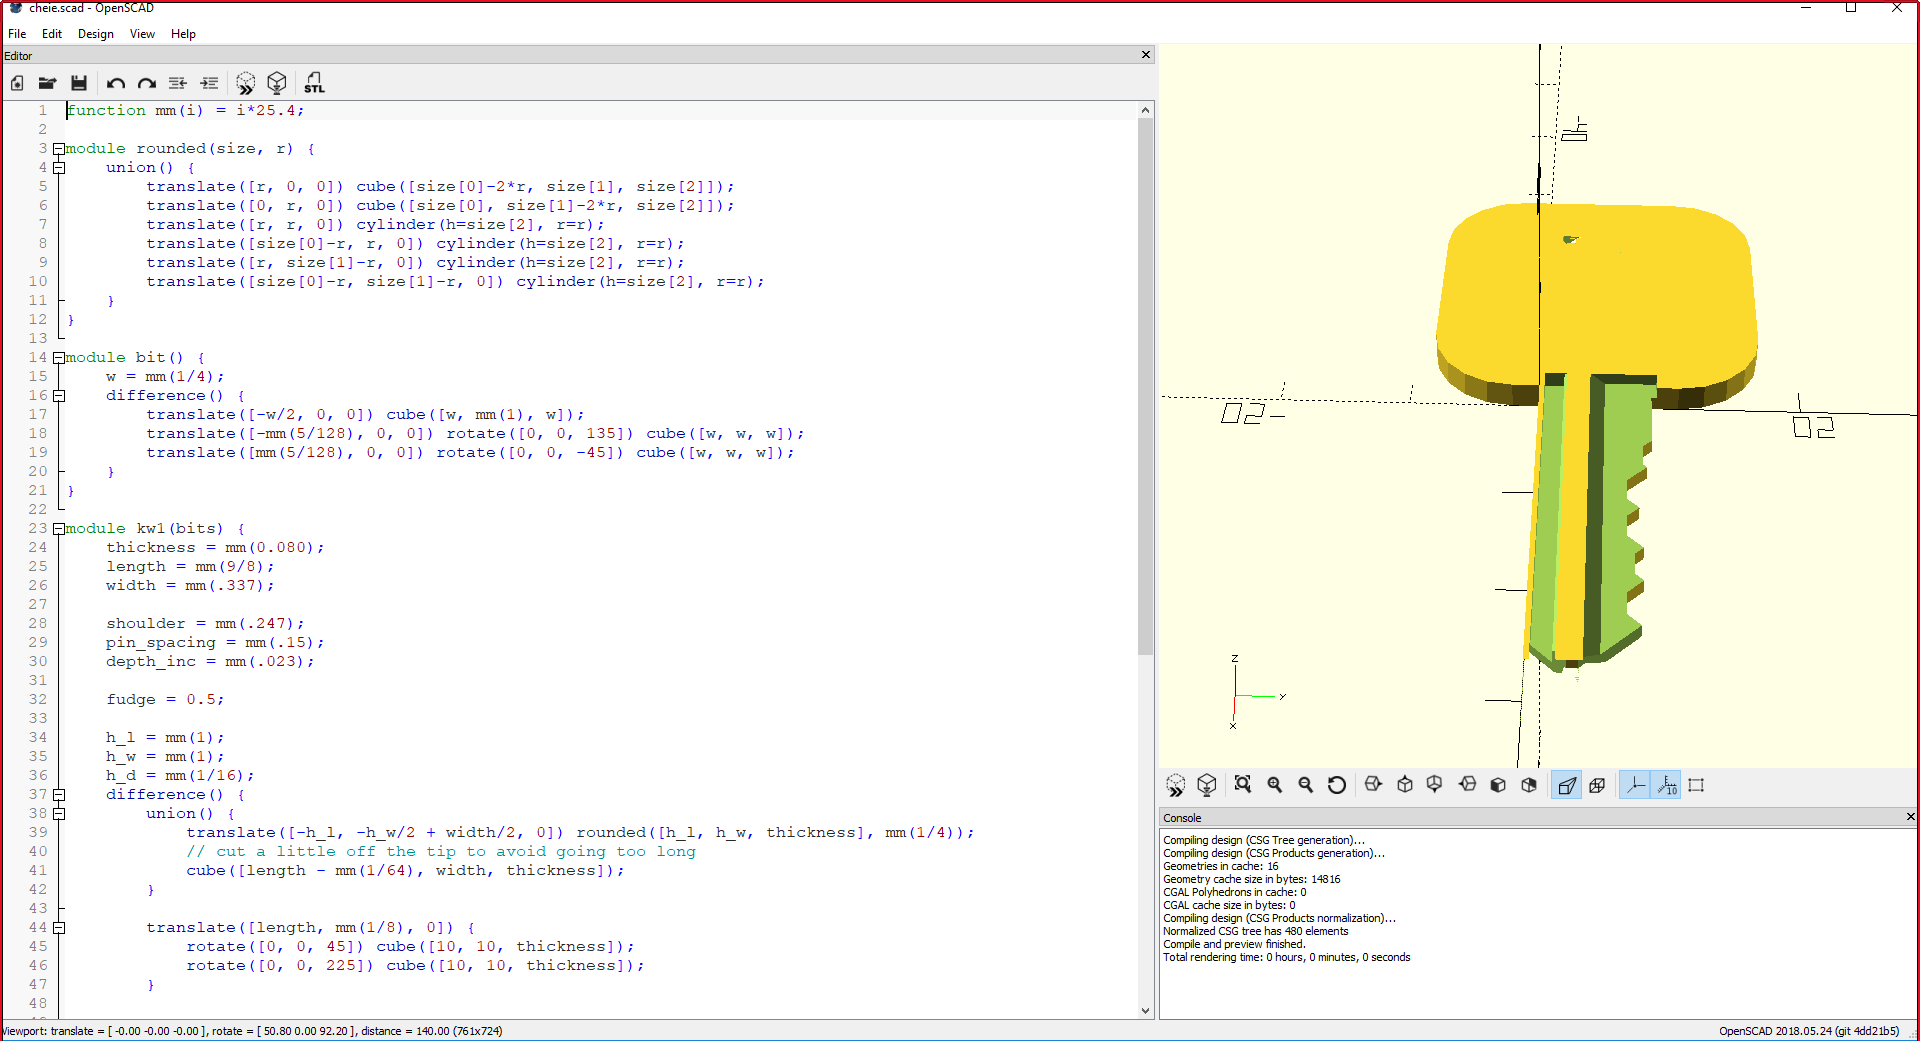 cheie.scad - OpenSCAD
File Edit Design View Help
Editor
STL
1 function mm(i) = i*25.4;
2
3 module rounded(size, r) {
4 union() {
5 translate([r, 0, 0]) cube([size[0]-2*r, size[1], size[2]]);
6 translate([0, r, 0]) cube([size[0], size[1]-2*r, size[2]]);
7 translate([r, r, 0]) cylinder(h=size[2], r=r);
8 translate([size[0]-r, r, 0]) cylinder(h=size[2], r=r);
9 translate([r, size[1]-r, 0]) cylinder(h=size[2], r=r);
10 translate([size[0]-r, size[1]-r, 0]) cylinder(h=size[2], r=r);
11 }
12 }
13
14 module bit() {
15 w = mm(1/4);
16 difference() {
17 translate([-w/2, 0, 0]) cube([w, mm(1), w]);
18 translate([-mm(5/128), 0, 0]) rotate([0, 0, 135]) cube([w, w, w]);
19 translate([mm(5/128), 0, 0]) rotate([0, 0, -45]) cube([w, w, w]);
20 }
21 }
22
23 module kw1(bits) {
24 thickness = mm(0.080);
25 length = mm(9/8);
26 width = mm(.337);
27
28 shoulder = mm(.247);
29 pin_spacing = mm(.15);
30 depth_inc = mm(.023);
31
32 fudge = 0.5;
33
34 h_l = mm(1);
35 h_w = mm(1);
36 h_d = mm(1/16);
37 difference() {
38 union() {
39 translate([-h_l, -h_w/2 + width/2, 0]) rounded([h_l, h_w, thickness], mm(1/4));
40 // cut a little off the tip to avoid going too long
41 cube([length - mm(1/64), width, thickness]);
42 }
43
44 translate([length, mm(1/8), 0]) {
45 rotate([0, 0, 45]) cube([10, 10, thickness]);
46 rotate([0, 0, 225]) cube([10, 10, thickness]);
47 }
48
z
y
x
10
Console
Compiling design (CSG Tree generation)...
Compiling design (CSG Products generation)...
Geometries in cache: 16
Geometry cache size in bytes: 14816
CGAL Polyhedrons in cache: 0
CGAL cache size in bytes: 0
Compiling design (CSG Products normalization)...
Normalized CSG tree has 480 elements
Compile and preview finished.
Total rendering time: 0 hours, 0 minutes, 0 seconds
Viewport: translate = [ -0.00 -0.00 -0.00 ], rotate = [ 50.80 0.00 92.20 ], distance = 140.00 (761x724)
OpenSCAD 2018.05.24 (git 4dd21b5)